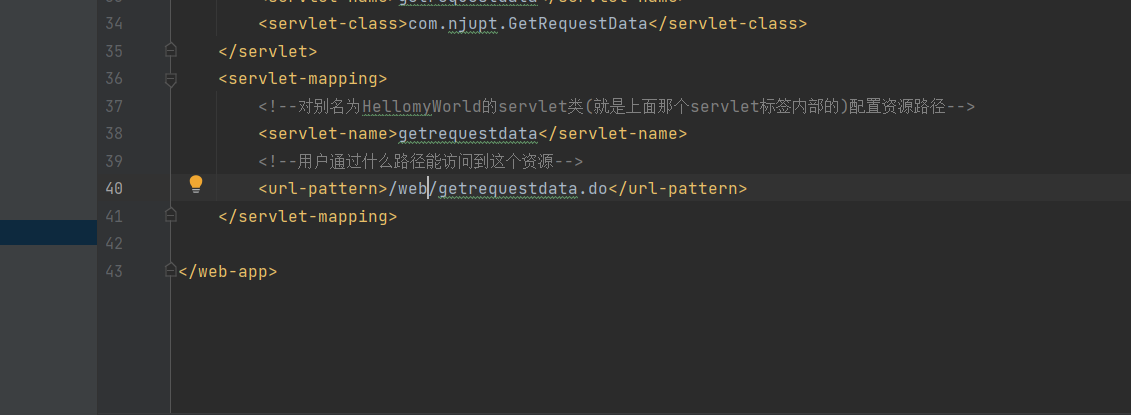 <servlet-name>getrequestdata</servlet-name>
34 <servlet-class>com.njupt.GetRequestData</servlet-class>
35 </servlet>
36 <servlet-mapping>
37 <!--对别名为HellomyWorld的servlet类(就是上面那个servlet标签内部的)配置资源路径-->
38 <servlet-name>getrequestdata</servlet-name>
39 <!--用户通过什么路径能访问到这个资源-->
40 <url-pattern>/web/getrequestdata.do</url-pattern>
41 </servlet-mapping>
42
43 </web-app>